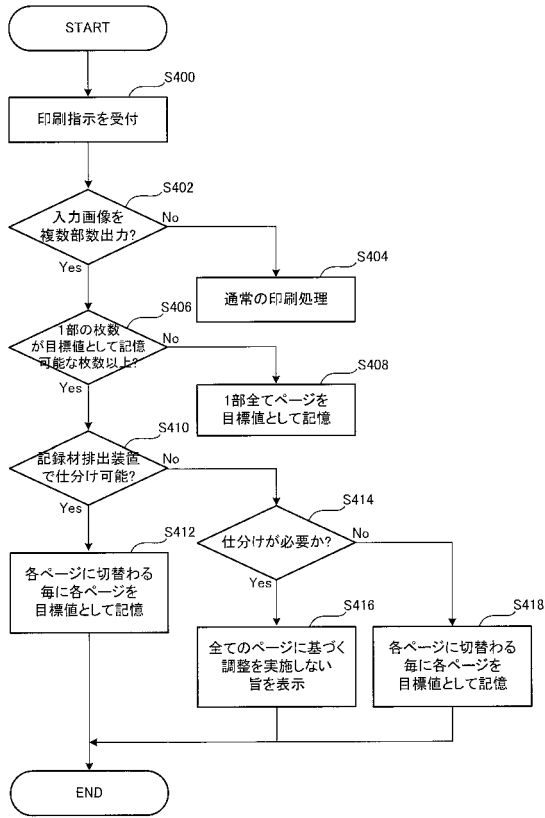 START
S400
印刷指示を受付
S402
入力画像を
複数部数出力?
No
Yes
S404
通常の印刷処理
S406
1部の枚数
が目標値として記憶
可能な枚数以上?
No
Yes
S408
1部全てページを
目標値として記憶
S410
記録材排出装置
で仕分け可能?
No
Yes
S414
仕分けが必要か?
No
Yes
S412
各ページに切替わる
毎に各ページを
目標値として記憶
S416
全てのページに基づく
調整を実施しない
旨を表示
S418
各ページに切替わる
毎に各ページを
目標値として記憶
END